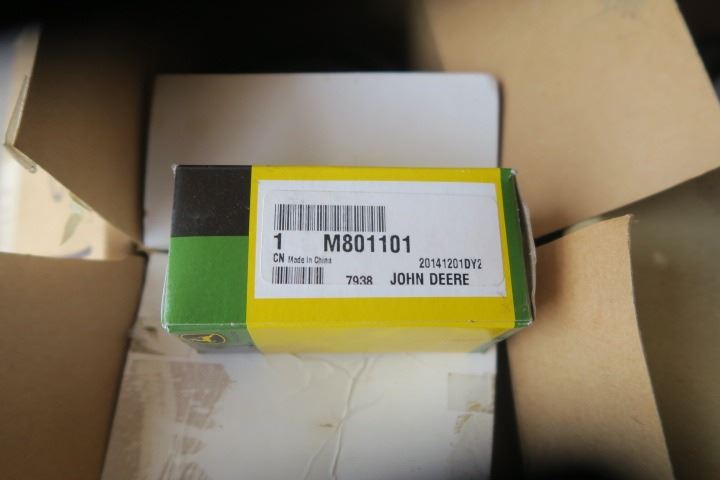 1 M801101
CN Made in China 20141201DY2
7938 JOHN DEERE